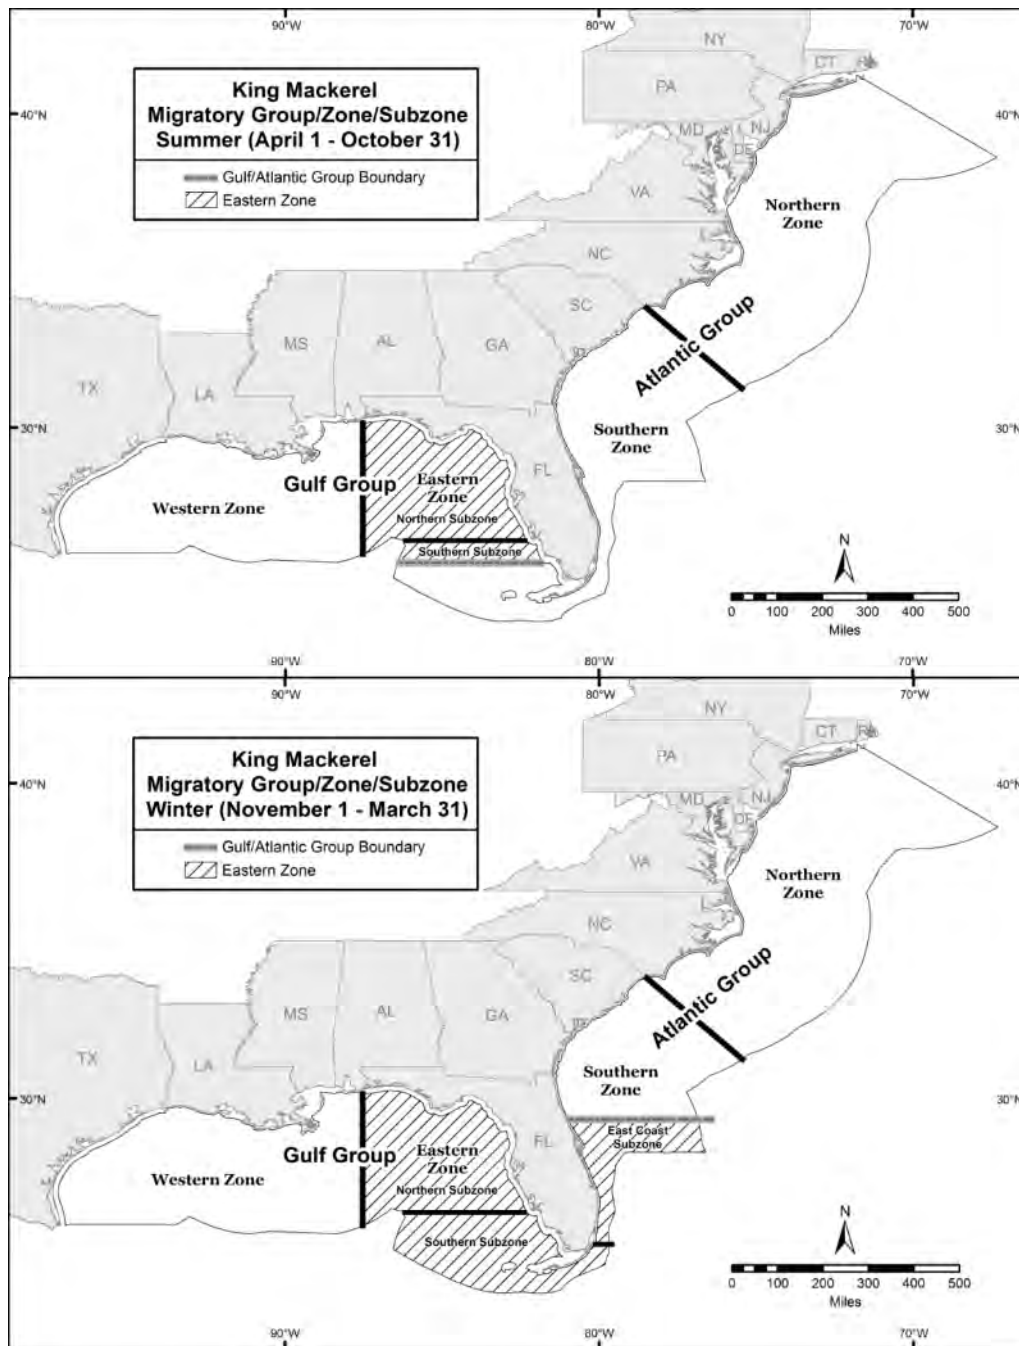 90°W 80°W 70°W
NY
CT RI
PA
King Mackerel
Migratory Group/Zone/Subzone
Summer (April 1 - October 31)
Gulf/Atlantic Group Boundary
Eastern Zone
40°N 40°N
MD NJ
DE
VA
Northern
Zone
NC
SC
Atlantic Group
MS AL GA
TX LA
30°N 30°N
Southern
Zone
FL
Gulf Group
Eastern
Zone
Western Zone
Northern Subzone
Southern Subzone
N
0 100 200 300 400 500
Miles
90°W 80°W 70°W
NY
CT RI
PA
King Mackerel
Migratory Group/Zone/Subzone
Winter (November 1 - March 31)
Gulf/Atlantic Group Boundary
Eastern Zone
40°N 40°N
MD NJ
DE
VA
Northern
Zone
NC
SC
Atlantic Group
MS AL GA
TX LA
Southern
Zone
30°N 30°N
East Coast
Subzone
FL
Gulf Group
Eastern
Zone
Western Zone
Northern Subzone
Southern Subzone
N
0 100 200 300 400 500
Miles
90°W 80°W 70°W